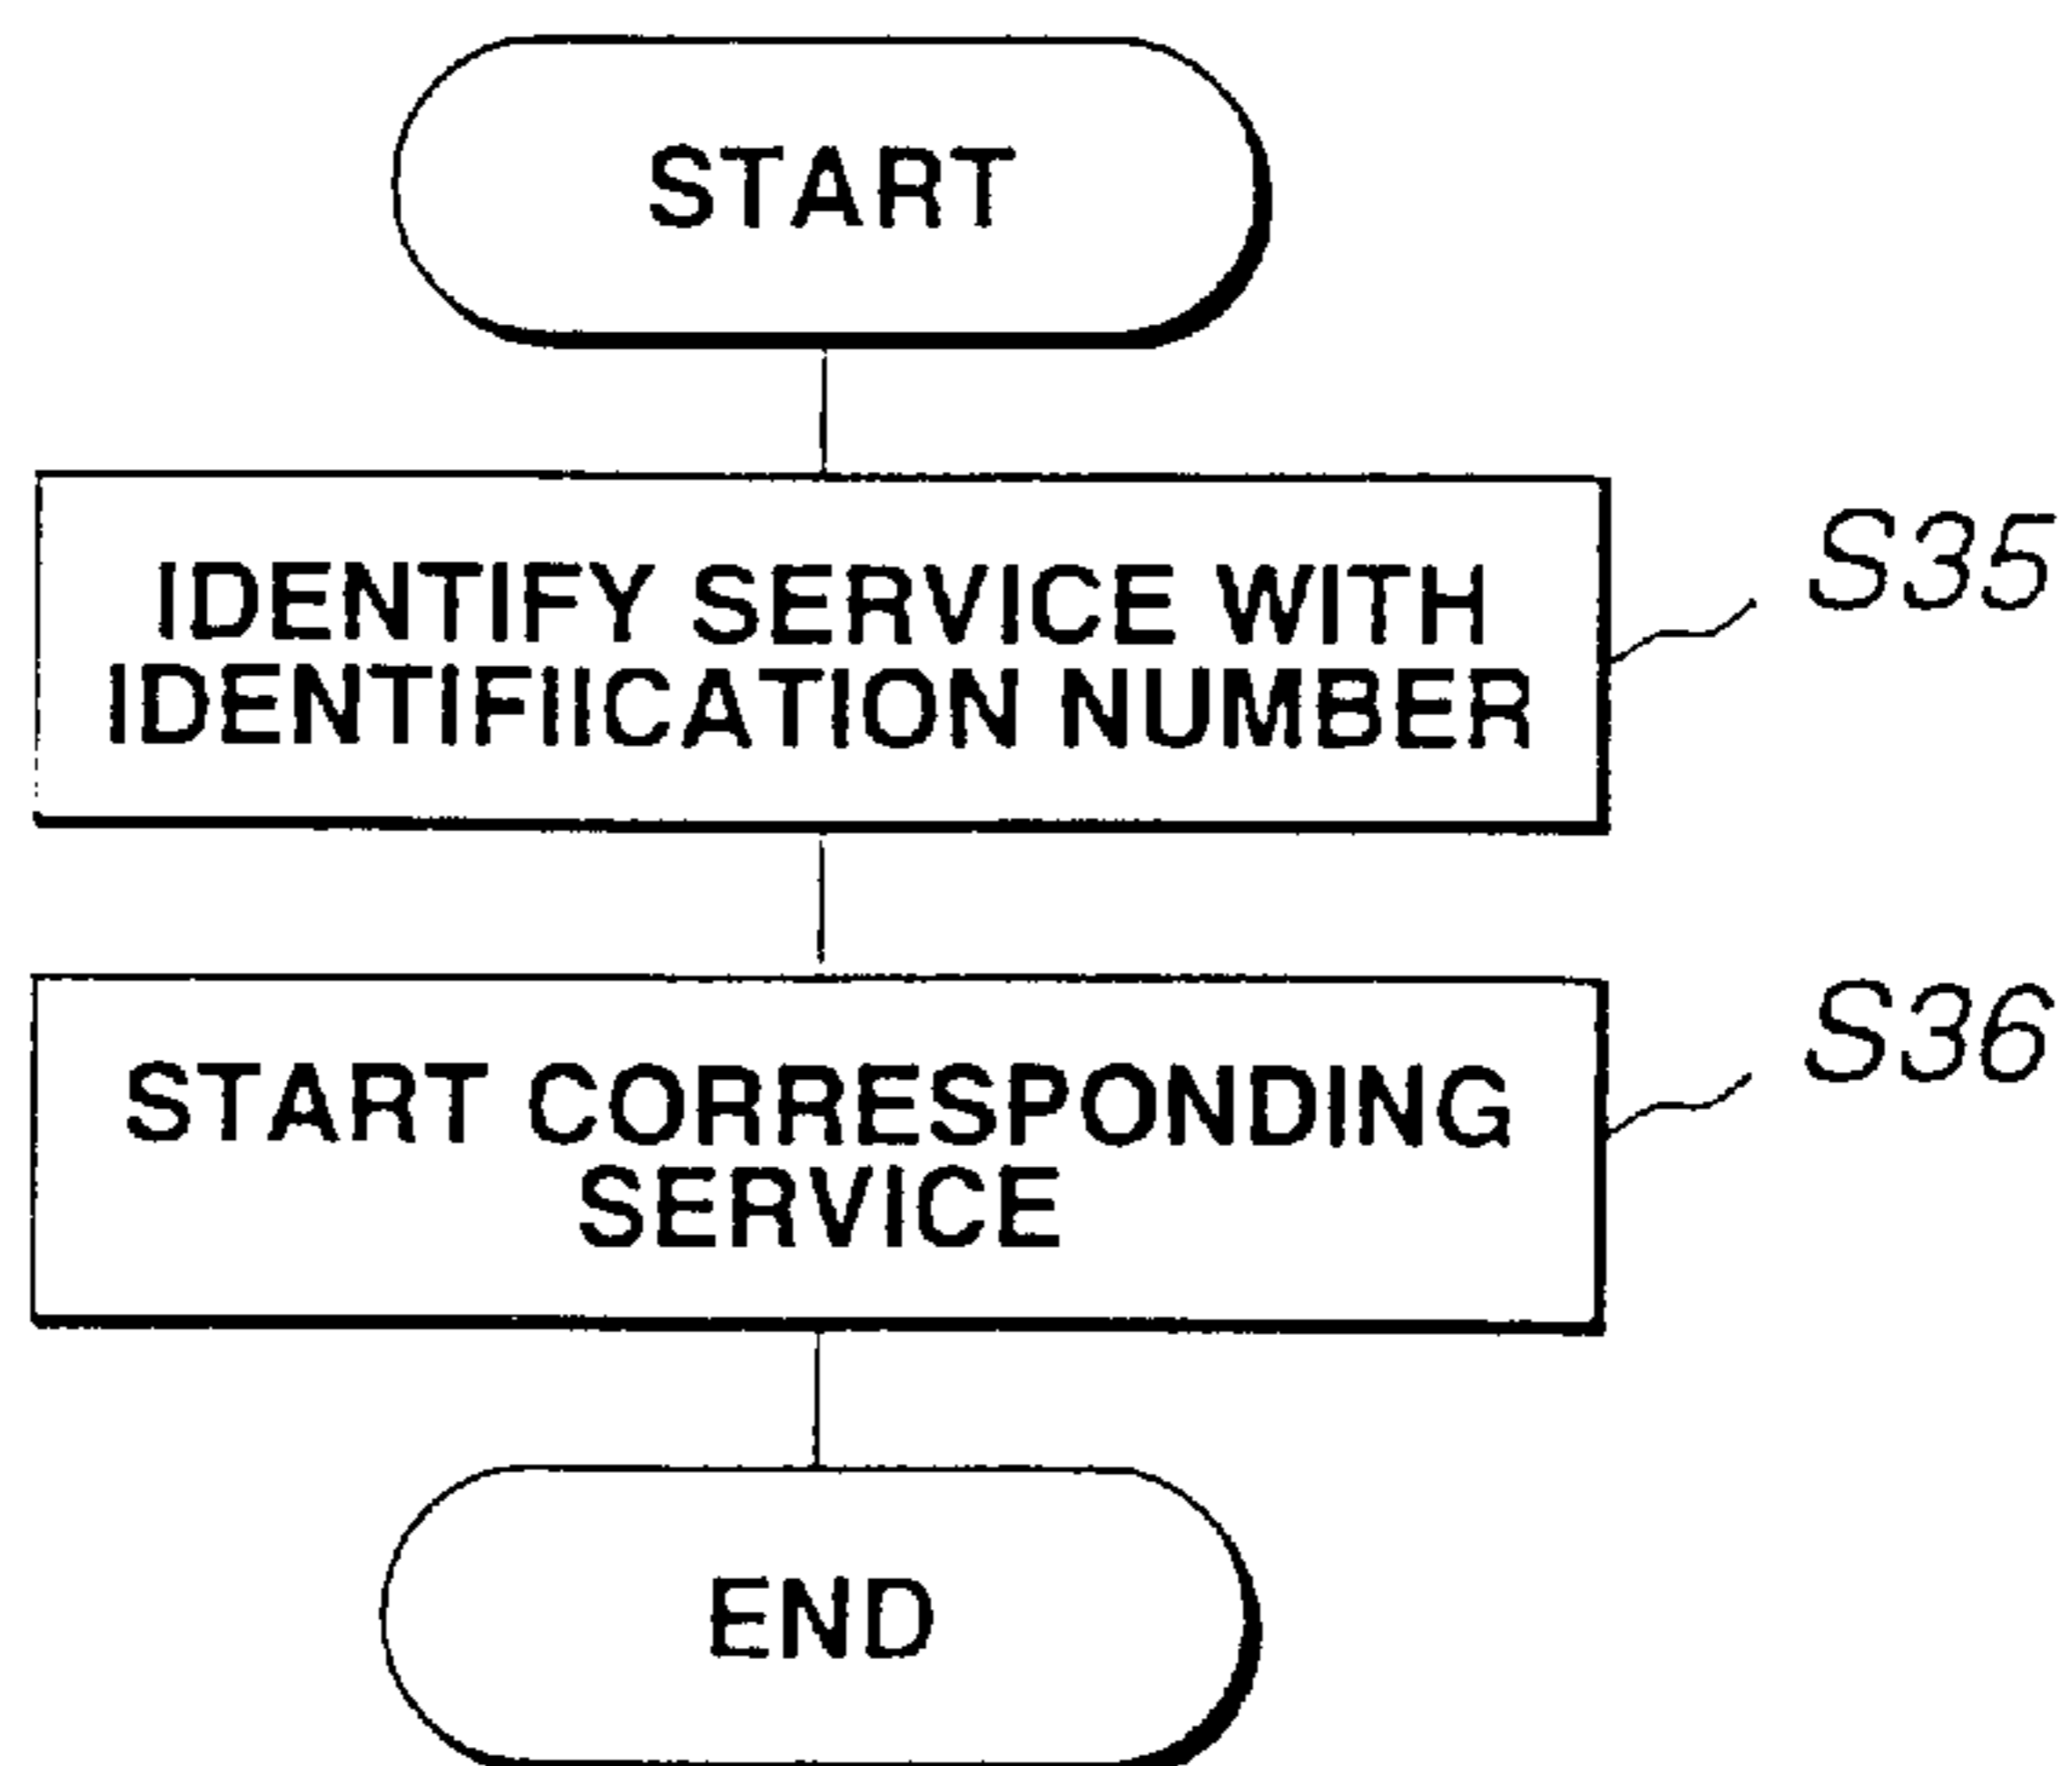 START
IDENTIFY SERVICE WITH
IDENTIFIICATION NUMBER
S35
START CORRESPONDING
SERVICE
S36
END